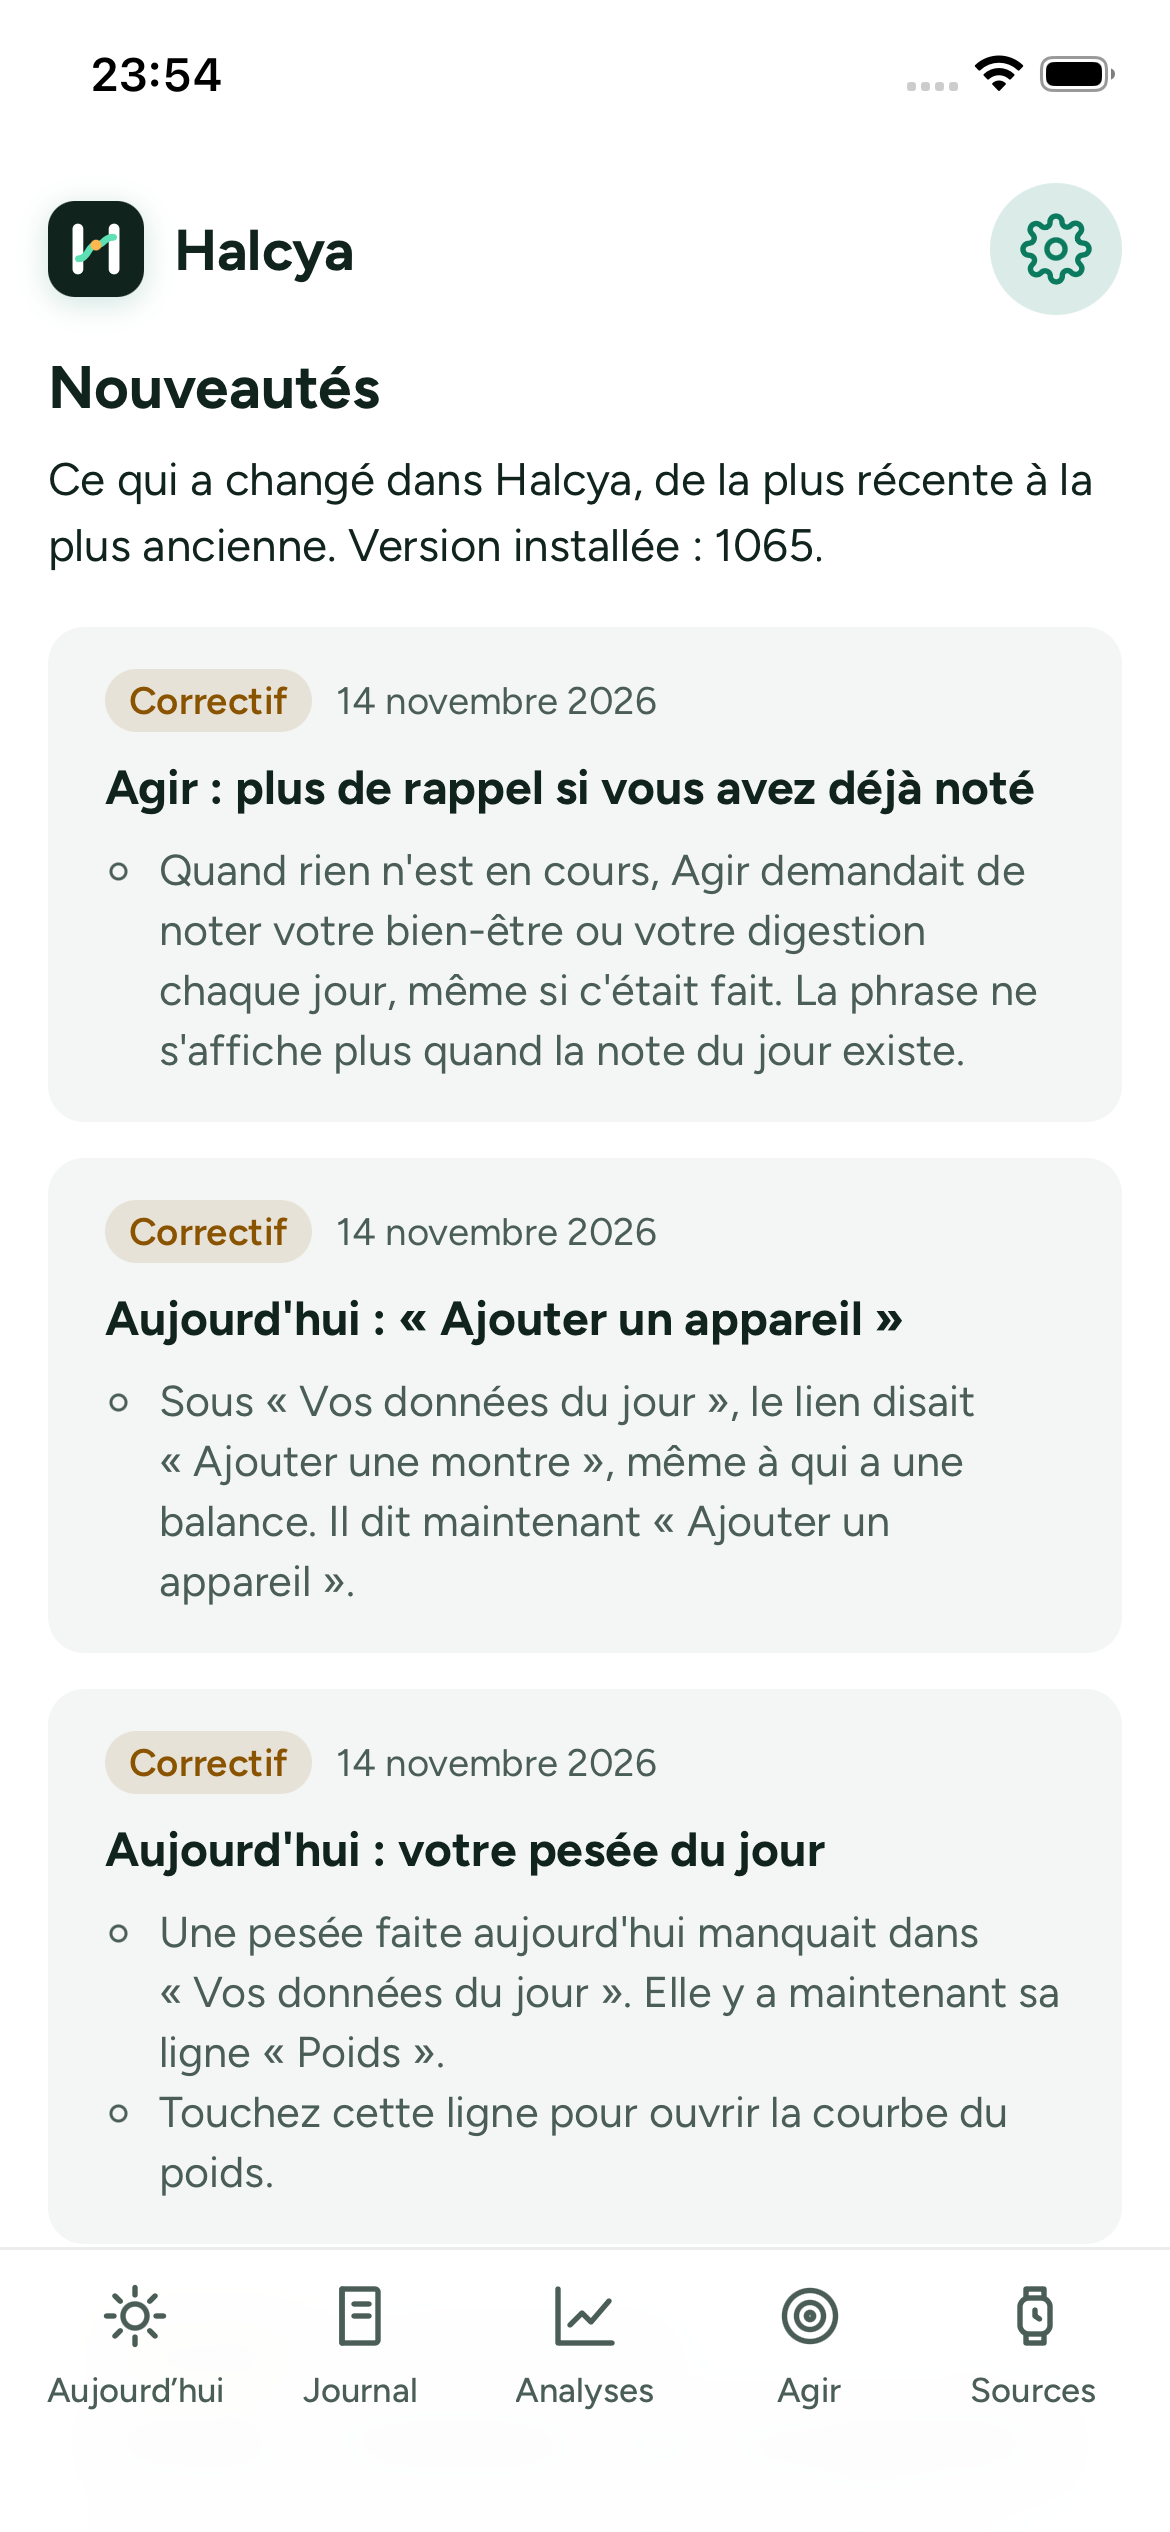 23:54
Halcya
Nouveautés
Ce qui a changé dans Halcya, de la plus récente à la
plus ancienne. Version installée : 1065.
Correctif 14 novembre 2026
Agir : plus de rappel si vous avez déjà noté
Quand rien n'est en cours, Agir demandait de
noter votre bien-être ou votre digestion
chaque jour, même si c'était fait. La phrase ne
s'affiche plus quand la note du jour existe.
Correctif 14 novembre 2026
Aujourd'hui : « Ajouter un appareil »
Sous « Vos données du jour », le lien disait
« Ajouter une montre », même à qui a une
balance. Il dit maintenant « Ajouter un
appareil ».
Correctif 14 novembre 2026
Aujourd'hui : votre pesée du jour
Une pesée faite aujourd'hui manquait dans
« Vos données du jour ». Elle y a maintenant sa
ligne « Poids ».
Touchez cette ligne pour ouvrir la courbe du
poids.
Aujourd’hui Journal Analyses Agir Sources